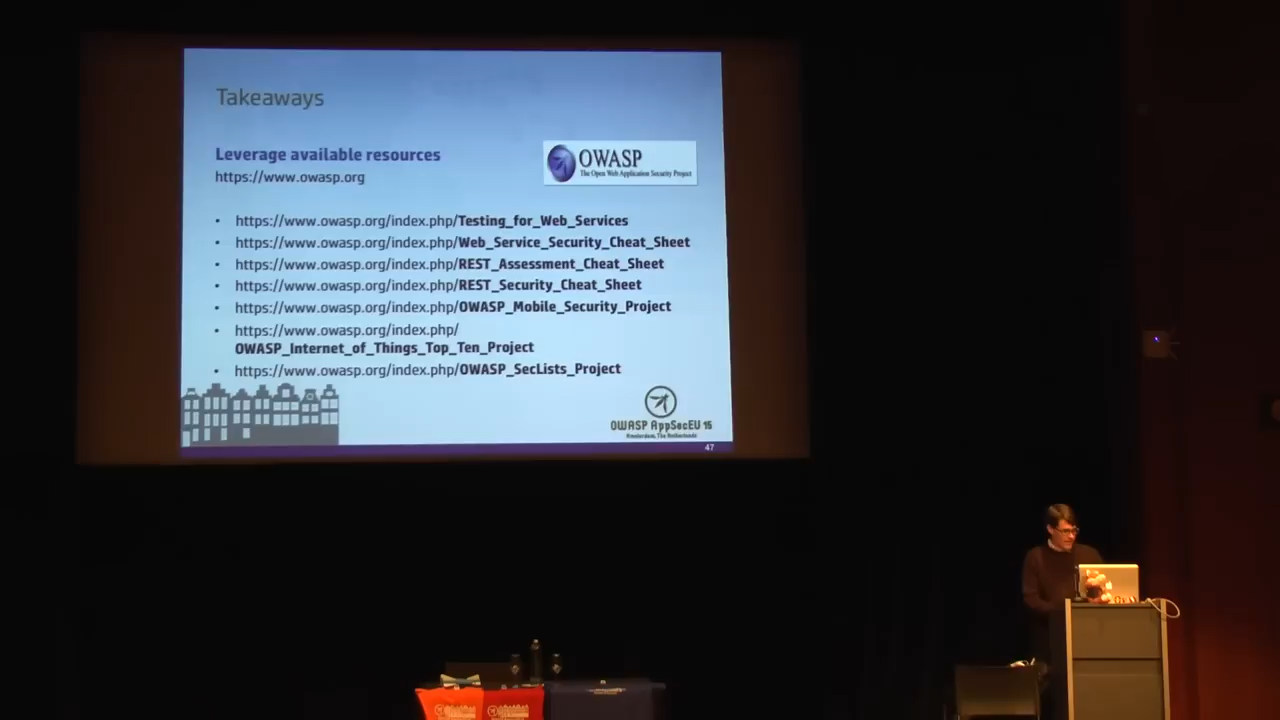 Takeaways
Leverage available resources
https://www.owasp.org
OWASP
The Open Web Application Security Project
• https://www.owasp.org/index.php/Testing_for_Web_Services
• https://www.owasp.org/index.php/Web_Service_Security_Cheat_Sheet
• https://www.owasp.org/index.php/REST_Assessment_Cheat_Sheet
• https://www.owasp.org/index.php/REST_Security_Cheat_Sheet
• https://www.owasp.org/index.php/OWASP_Mobile_Security_Project
• https://www.owasp.org/index.php/
OWASP_Internet_of_Things_Top_Ten_Project
• https://www.owasp.org/index.php/OWASP_SecLists_Project
OWASP AppSecEU 15
Amsterdam, The Netherlands
47